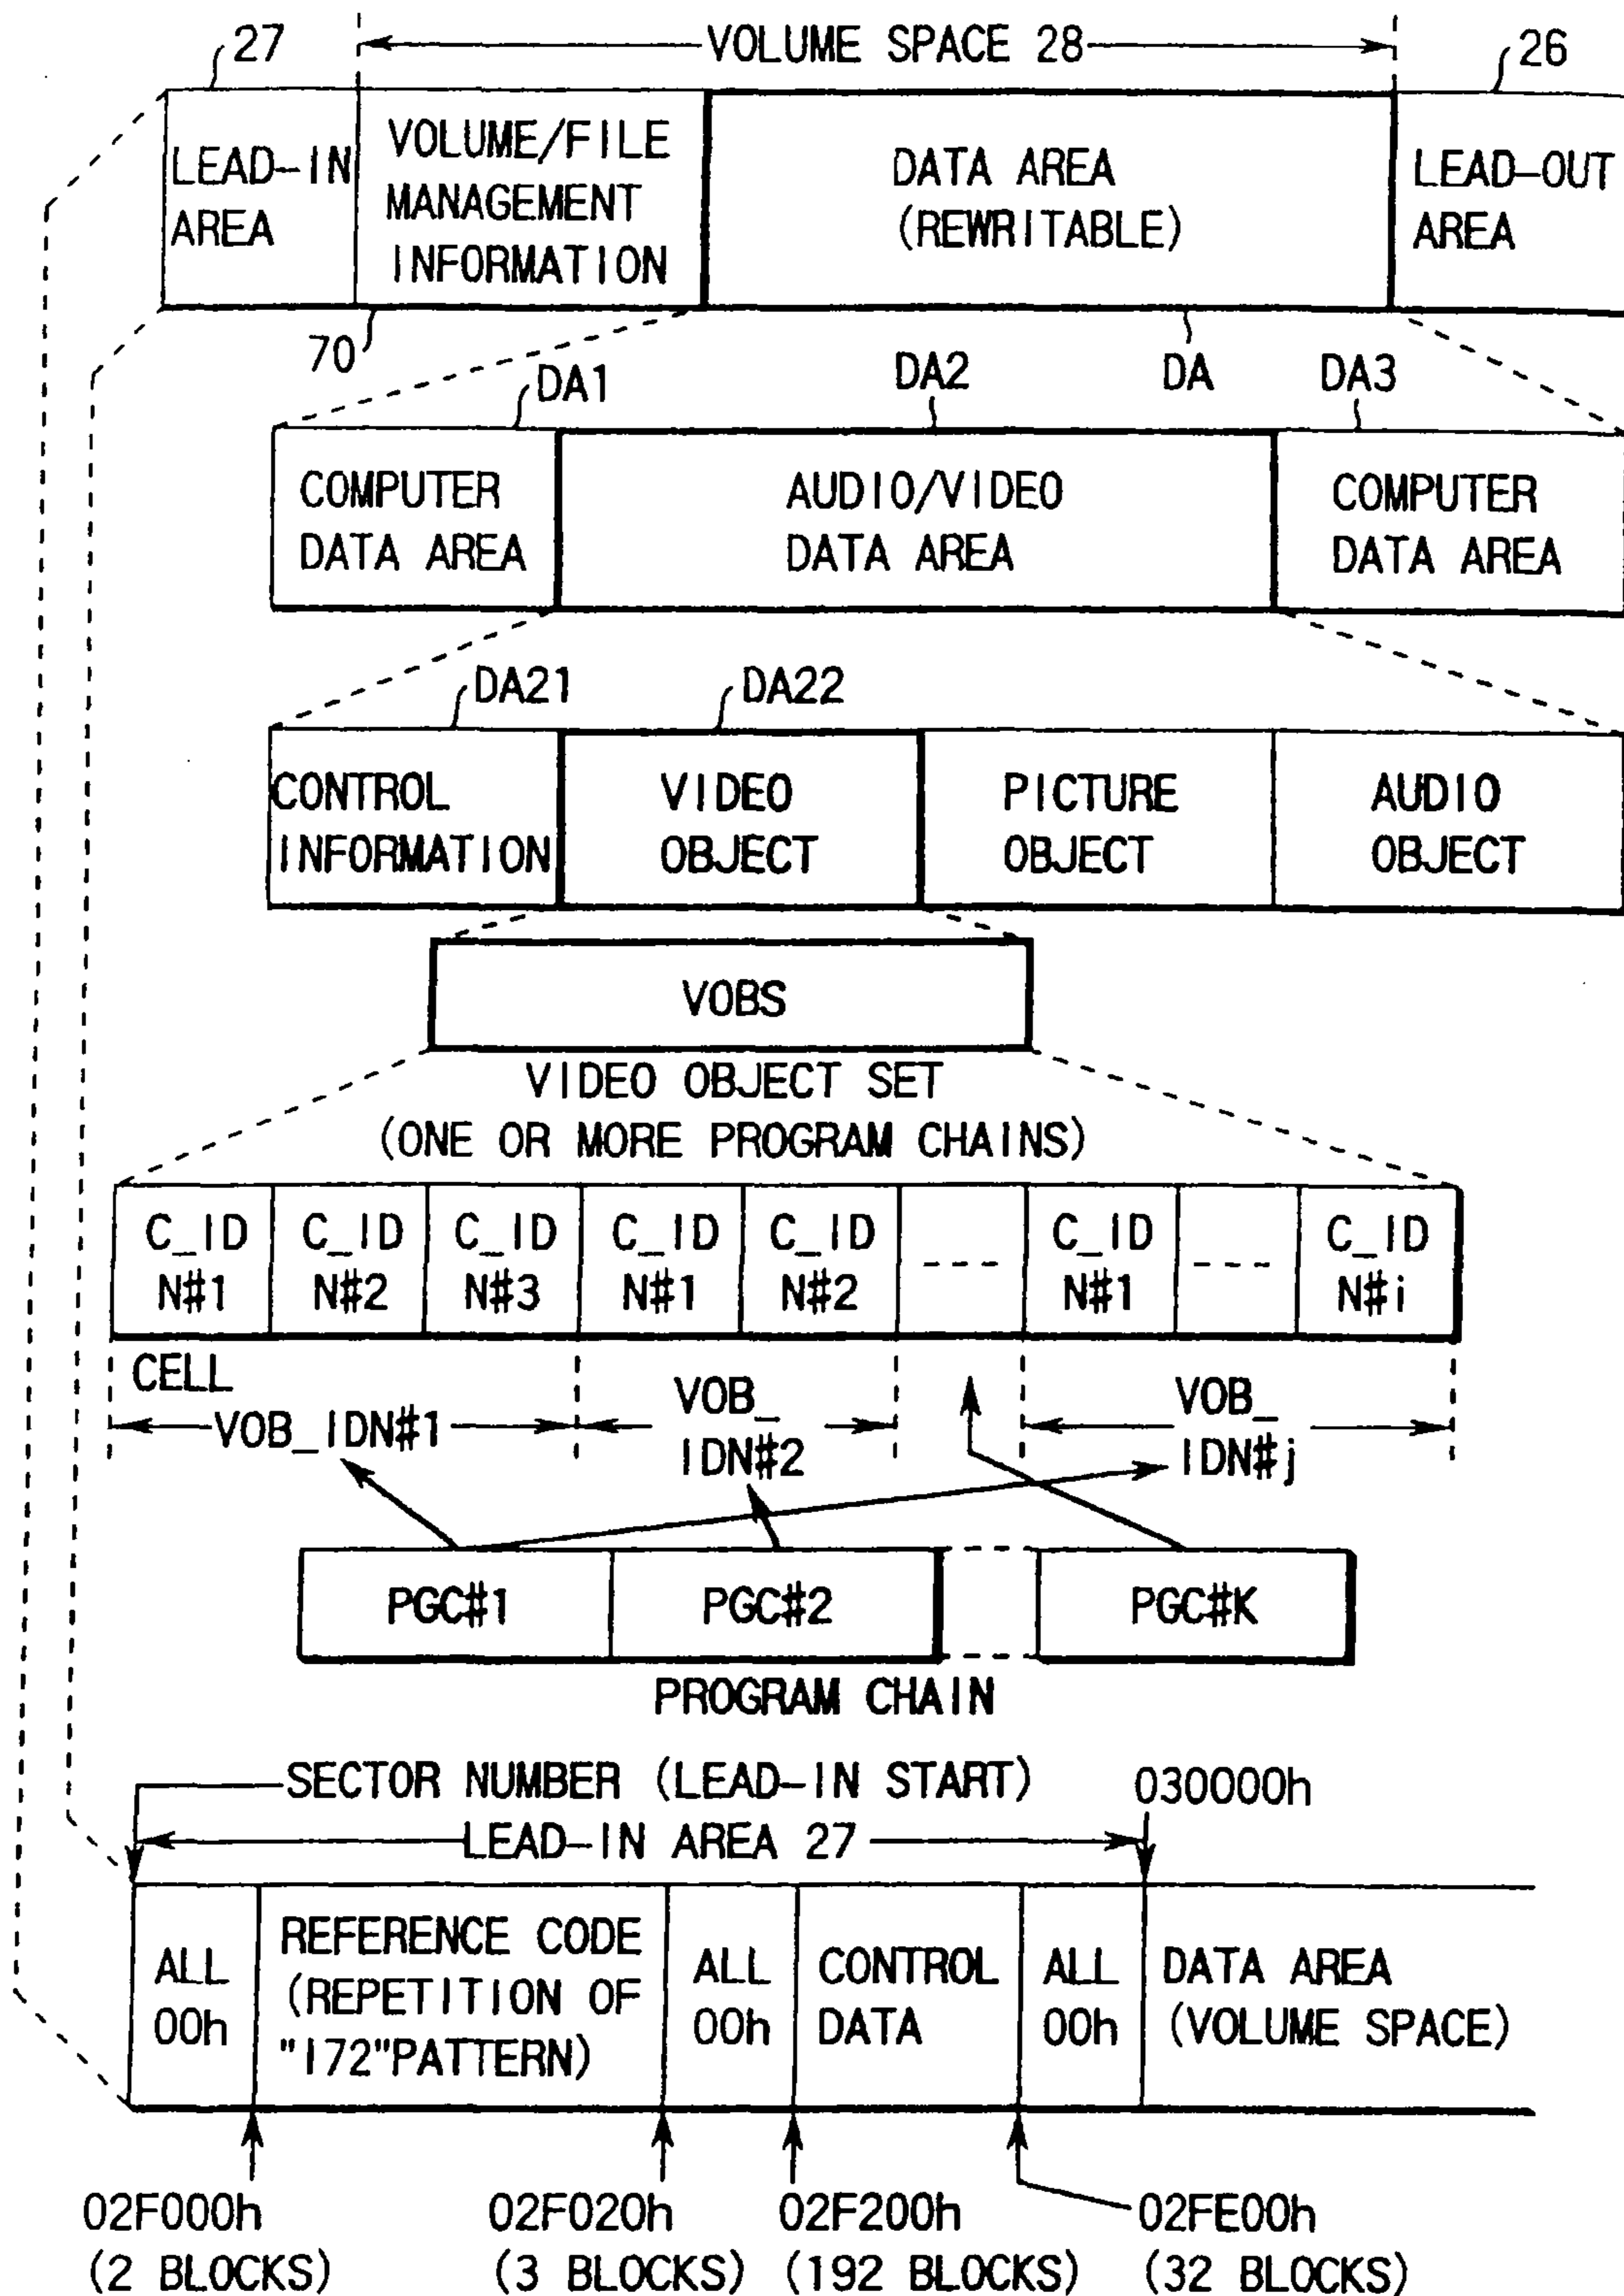 27
VOLUME SPACE 28
26
LEAD-IN
AREA
VOLUME/FILE
MANAGEMENT
INFORMATION
DATA AREA
(REWRITABLE)
LEAD-OUT
AREA
70
DA1
DA2
DA
DA3
COMPUTER
DATA AREA
AUDIO/VIDEO
DATA AREA
COMPUTER
DATA AREA
DA21
DA22
CONTROL
INFORMATION
VIDEO
OBJECT
PICTURE
OBJECT
AUDIO
OBJECT
VOBS
VIDEO OBJECT SET
(ONE OR MORE PROGRAM CHAINS)
C_ID
N#1
C_ID
N#2
C_ID
N#3
C_ID
N#1
C_ID
N#2
----
C_ID
N#1
----
C_ID
N#i
CELL
VOB_IDN#1
VOB_
IDN#2
VOB_
IDN#j
PGC#1
PGC#2
PGC#K
PROGRAM CHAIN
SECTOR NUMBER (LEAD-IN START)
030000h
LEAD-IN AREA 27
ALL
00h
REFERENCE CODE
(REPETITION OF
"172"PATTERN)
ALL
00h
CONTROL
DATA
ALL
00h
DATA AREA
(VOLUME SPACE)
02F000h
(2 BLOCKS)
02F020h
(3 BLOCKS)
02F200h
(192 BLOCKS)
02FE00h
(32 BLOCKS)